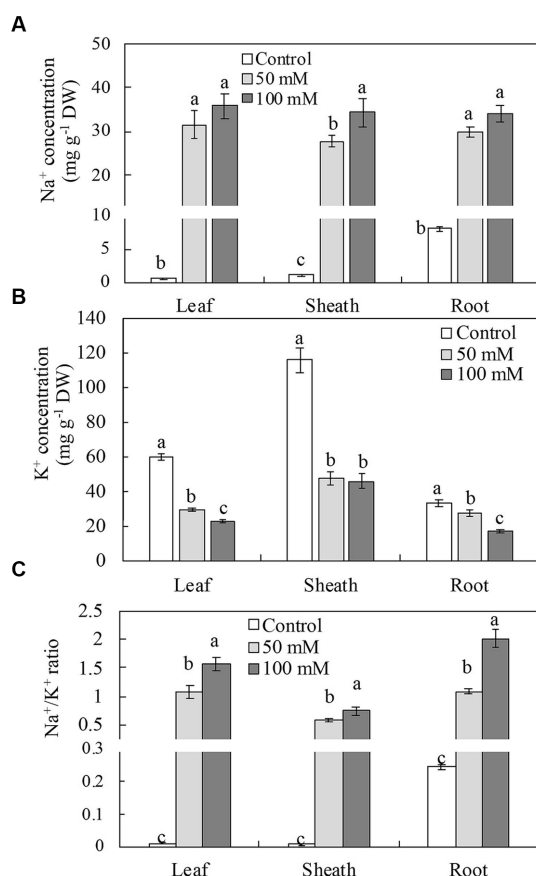 A
Na⁺ concentration
(mg g⁻¹ DW)
50
40
30
20
10
5
0
Control
50 mM
100 mM
b
a
a
c
b
a
b
a
a
Leaf Sheath Root
B
K⁺ concentration
(mg g⁻¹ DW)
140
120
100
80
60
40
20
0
Control
50 mM
100 mM
a
b
c
a
b
b
a
b
c
Leaf Sheath Root
C
Na⁺/K⁺ ratio
2.5
2
1.5
1
0.5
0.3
0.2
0.1
0
Control
50 mM
100 mM
c
b
a
c
b
a
c
b
a
Leaf Sheath Root